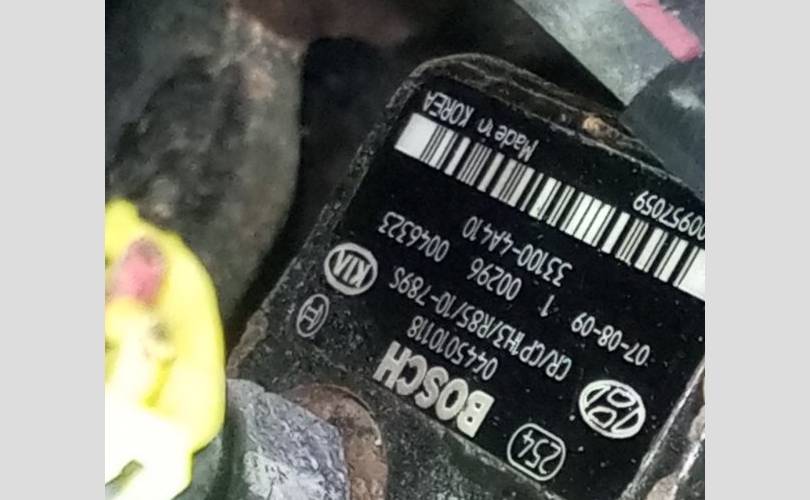 254
BOSCH
0445010118
CR/CP1H3/R85/10-789S
KIA
07-08-09 1 00296 0046323
33100-4A410
00957059
Made in KOREA